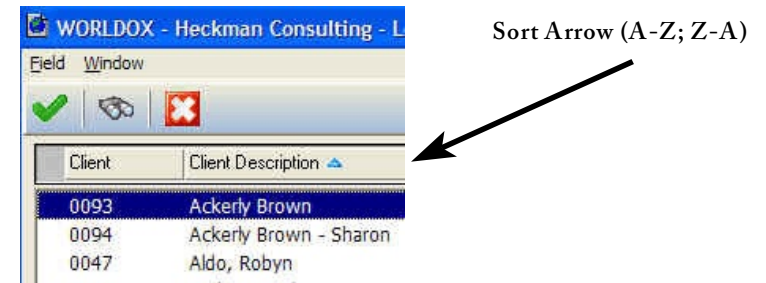 WORLDOX - Heckman Consulting - L
Sort Arrow (A-Z; Z-A)
Field Window
Client Client Description
0093 Ackerly Brown
0094 Ackerly Brown - Sharon
0047 Aldo, Robyn